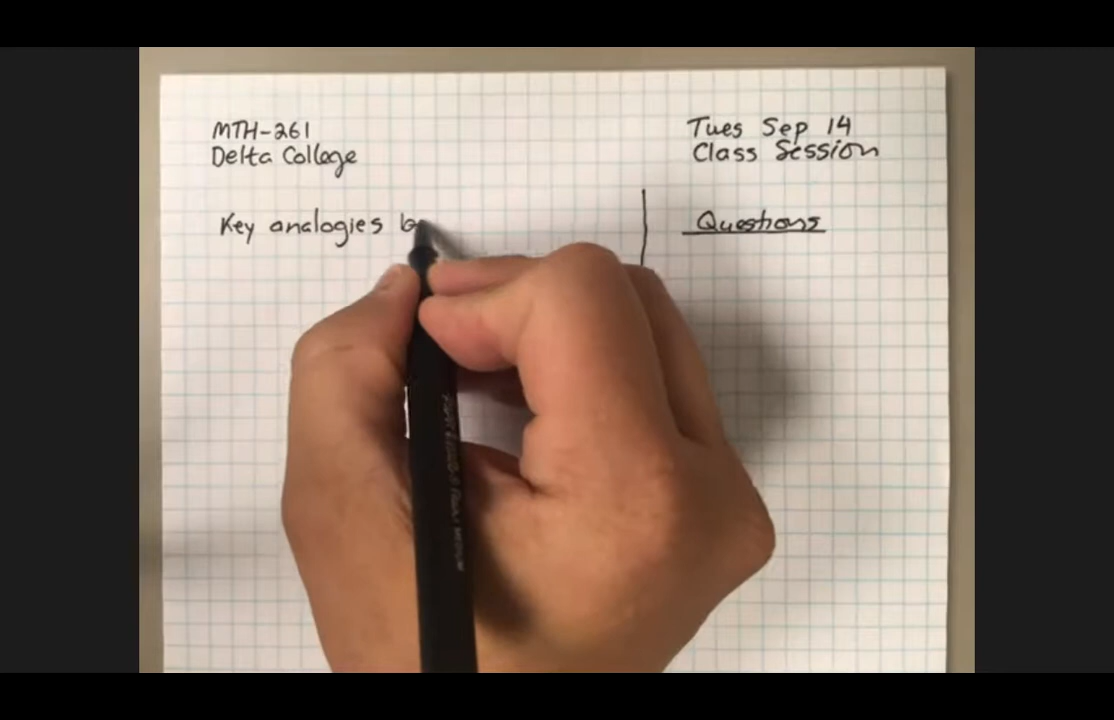 MTH-261
Delta College
Tues Sep 14
Class Session
Key analogies
Questions